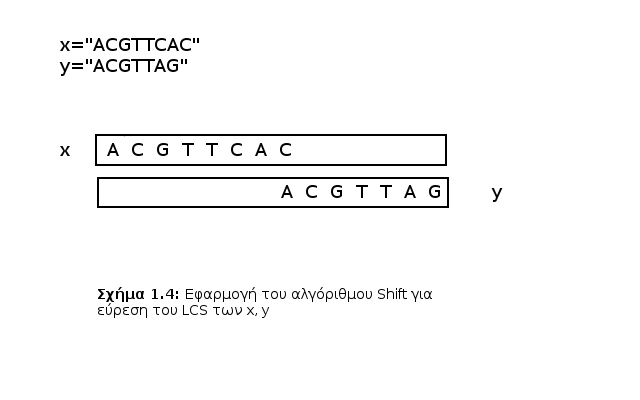 x="ACGTTCAC"
y="ACGTTAG"
x A C G T T C A C
A C G T T A G y
Σχήμα 1.4: Εφαρμογή του αλγόριθμου Shift για
εύρεση του LCS των x, y